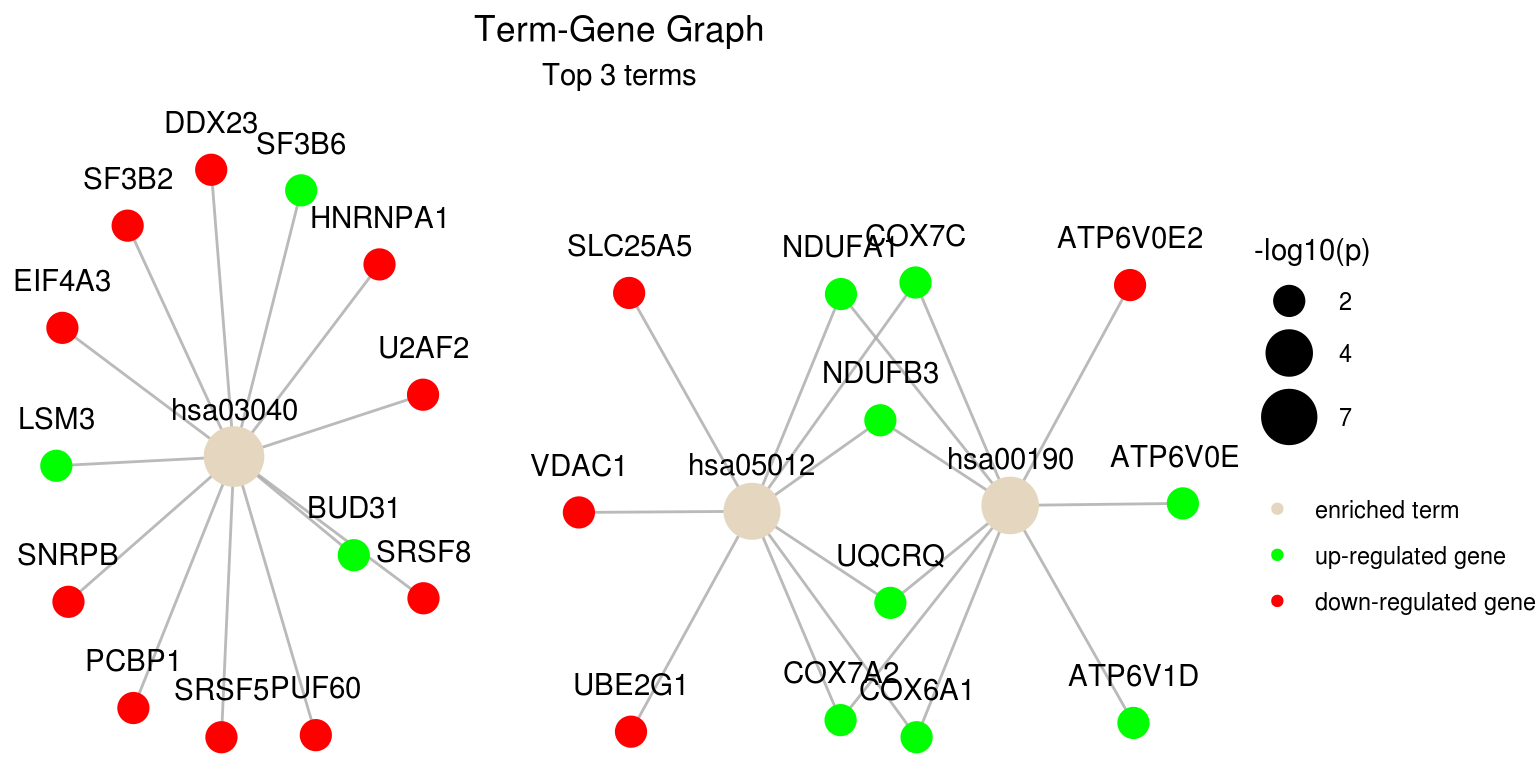 Term-Gene Graph
Top 3 terms
DDX23
SF3B6
SF3B2
HNRNPA1
EIF4A3
U2AF2
hsa03040
LSM3
BUD31
SNRPB
SRSF8
PCBP1
SRSF5
PUF60
SLC25A5
NDUFA1
COX7C
ATP6V0E2
NDUFB3
VDAC1
hsa05012
hsa00190
ATP6V0E
UQCRQ
UBE2G1
COX7A2
COX6A1
ATP6V1D
-log10(p)
2
4
7
enriched term
up-regulated gene
down-regulated gene